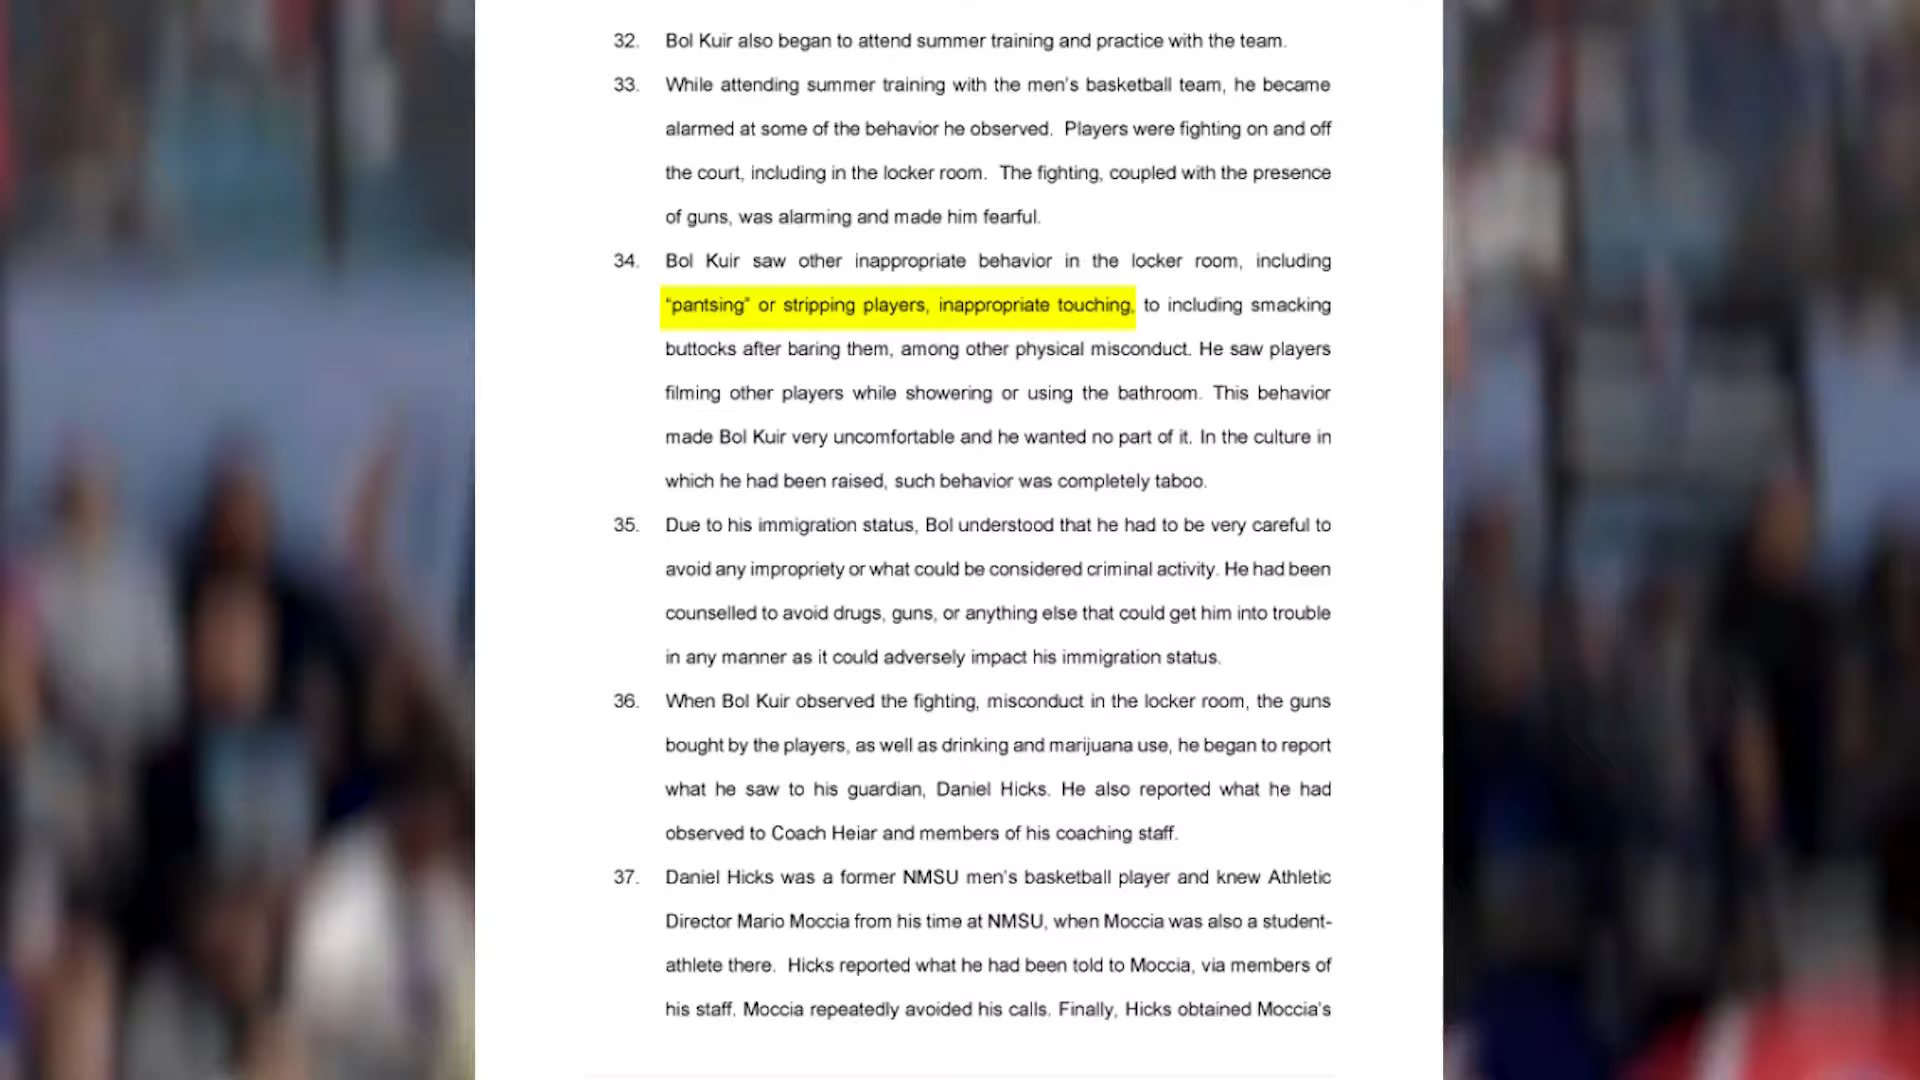 32. Bol Kuir also began to attend summer training and practice with the team.
33. While attending summer training with the men's basketball team, he became
alarmed at some of the behavior he observed. Players were fighting on and off
the court, including in the locker room. The fighting, coupled with the presence
of guns, was alarming and made him fearful.
34. Bol Kuir saw other inappropriate behavior in the locker room, including
“pantsing” or stripping players, inappropriate touching, to including smacking
buttocks after baring them, among other physical misconduct. He saw players
filming other players while showering or using the bathroom. This behavior
made Bol Kuir very uncomfortable and he wanted no part of it. In the culture in
which he had been raised, such behavior was completely taboo.
35. Due to his immigration status, Bol understood that he had to be very careful to
avoid any impropriety or what could be considered criminal activity. He had been
counselled to avoid drugs, guns, or anything else that could get him into trouble
in any manner as it could adversely impact his immigration status.
36. When Bol Kuir observed the fighting, misconduct in the locker room, the guns
bought by the players, as well as drinking and marijuana use, he began to report
what he saw to his guardian, Daniel Hicks. He also reported what he had
observed to Coach Heiar and members of his coaching staff.
37. Daniel Hicks was a former NMSU men's basketball player and knew Athletic
Director Mario Moccia from his time at NMSU, when Moccia was also a student-
athlete there. Hicks reported what he had been told to Moccia, via members of
his staff. Moccia repeatedly avoided his calls. Finally, Hicks obtained Moccia's